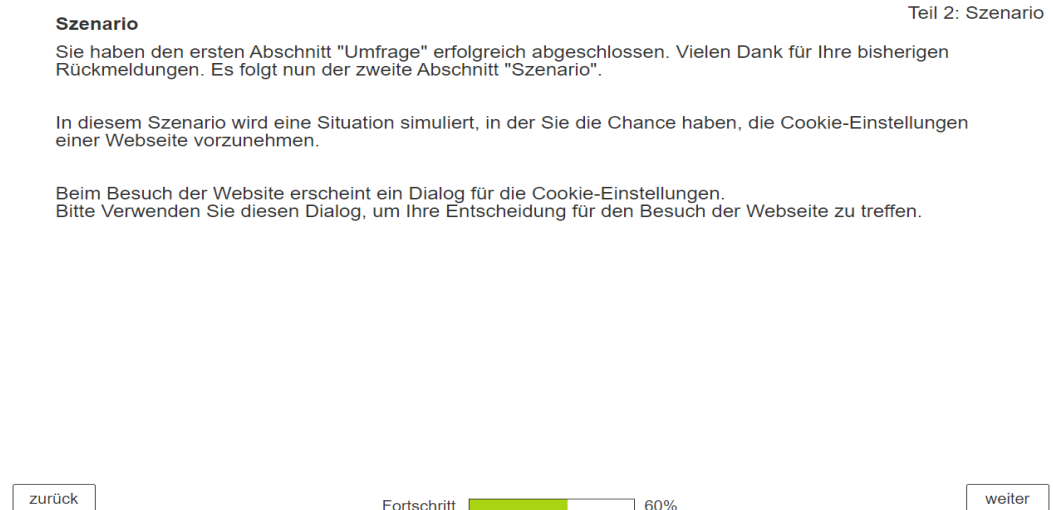 Teil 2: Szenario
Szenario
Sie haben den ersten Abschnitt "Umfrage" erfolgreich abgeschlossen. Vielen Dank für Ihre bisherigen
Rückmeldungen. Es folgt nun der zweite Abschnitt "Szenario".
In diesem Szenario wird eine Situation simuliert, in der Sie die Chance haben, die Cookie-Einstellungen
einer Webseite vorzunehmen.
Beim Besuch der Website erscheint ein Dialog für die Cookie-Einstellungen.
Bitte Verwenden Sie diesen Dialog, um Ihre Entscheidung für den Besuch der Webseite zu treffen.
zurück
Fortschritt 60%
weiter